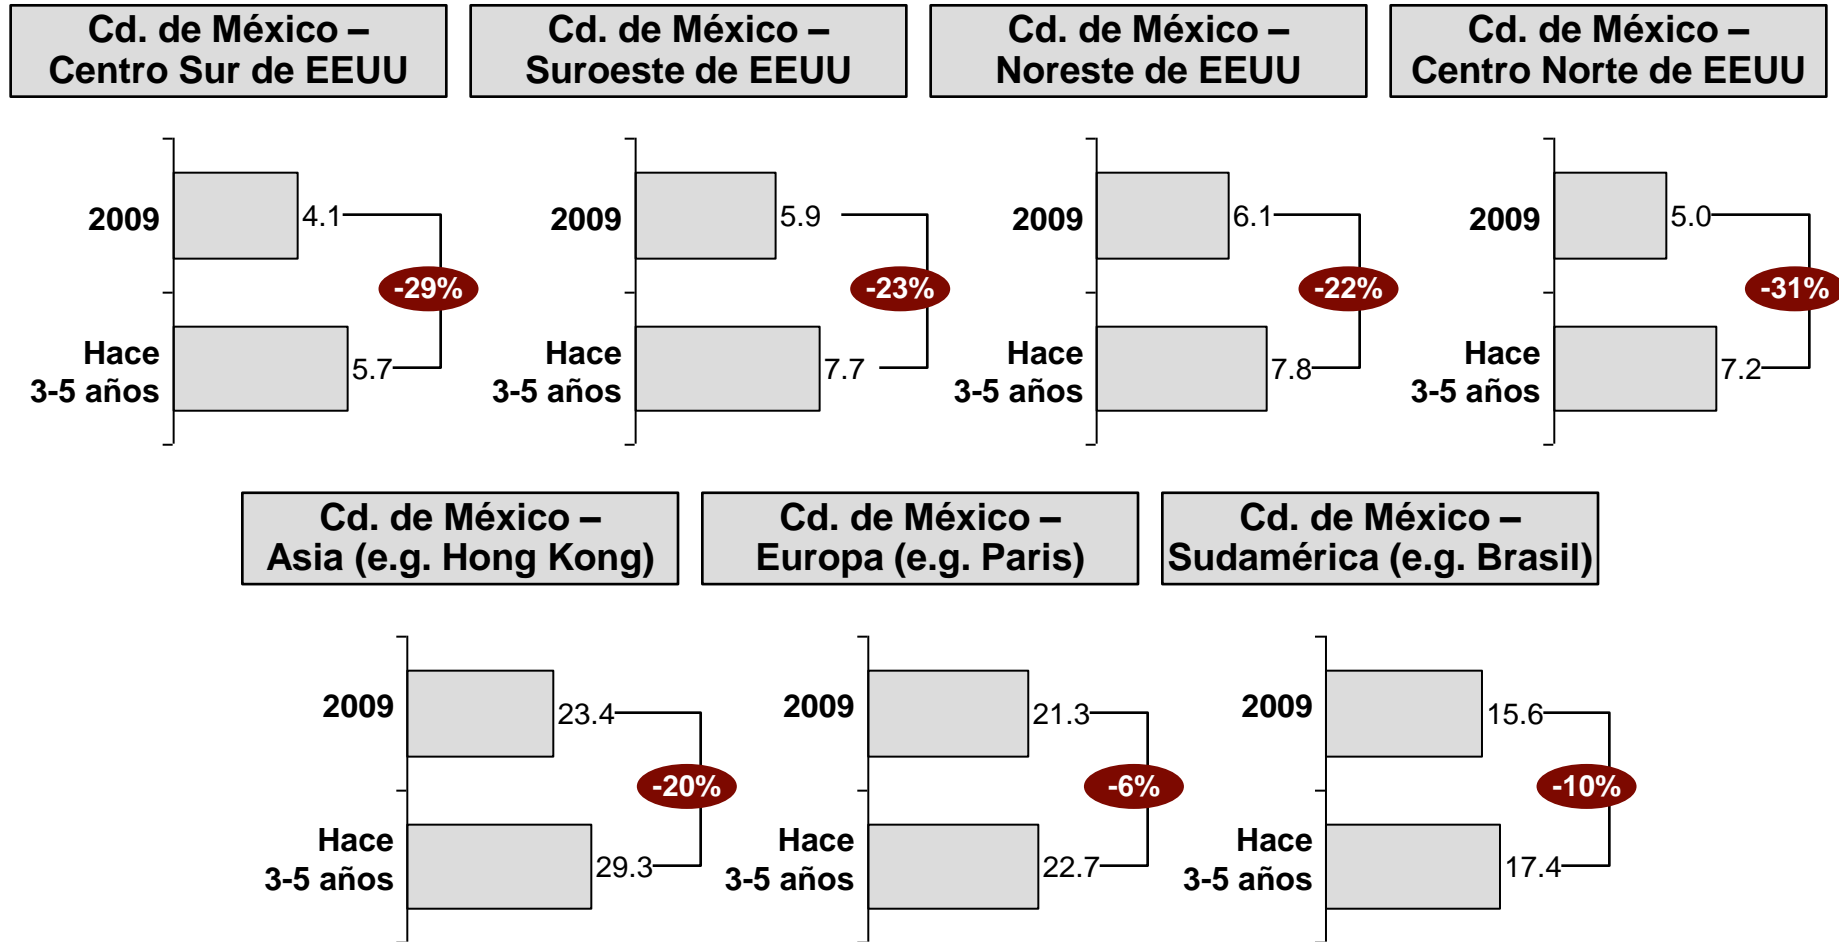 Cd. de México –
Centro Sur de EEUU
Cd. de México –
Suroeste de EEUU
Cd. de México –
Noreste de EEUU
Cd. de México –
Centro Norte de EEUU
2009
4.1
-29%
Hace
3-5 años
5.7
2009
5.9
-23%
Hace
3-5 años
7.7
2009
6.1
-22%
Hace
3-5 años
7.8
2009
5.0
-31%
Hace
3-5 años
7.2
Cd. de México –
Asia (e.g. Hong Kong)
Cd. de México –
Europa (e.g. Paris)
Cd. de México –
Sudamérica (e.g. Brasil)
2009
23.4
-20%
Hace
3-5 años
29.3
2009
21.3
-6%
Hace
3-5 años
22.7
2009
15.6
-10%
Hace
3-5 años
17.4